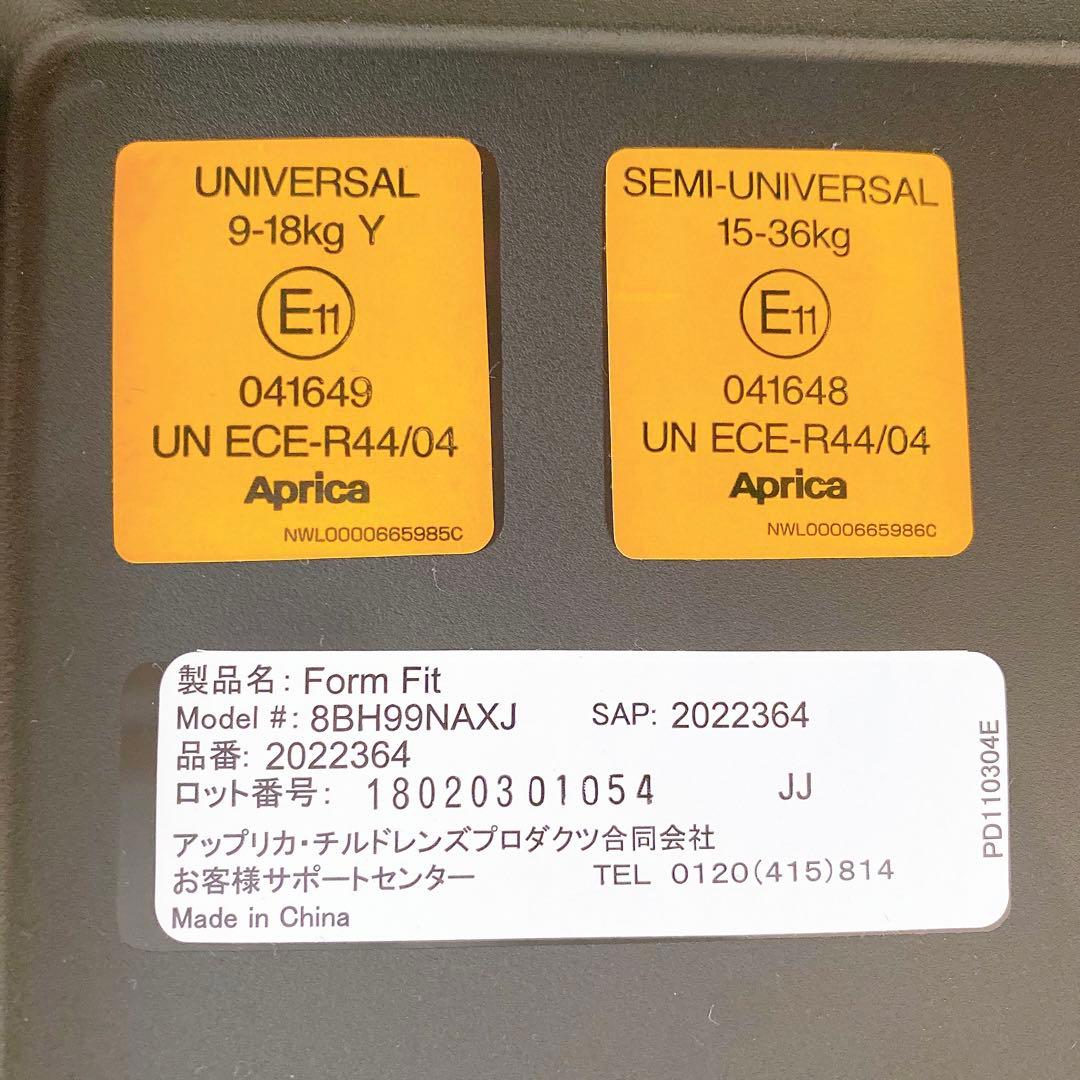 UNIVERSAL
9-18kg Y
E11
041649
UN ECE-R44/04
Aprica
NWL0000665985C
SEMI-UNIVERSAL
15-36kg
E11
041648
UN ECE-R44/04
Aprica
NWL0000665986C
製品名: Form Fit
Model #: 8BH99NAXJ SAP: 2022364
品番: 2022364
ロット番号: 18020301054 JJ
アップリカ・チルドレンズプロダクツ合同会社
お客様サポートセンター TEL 0120(415)814
Made in China
PD110304E